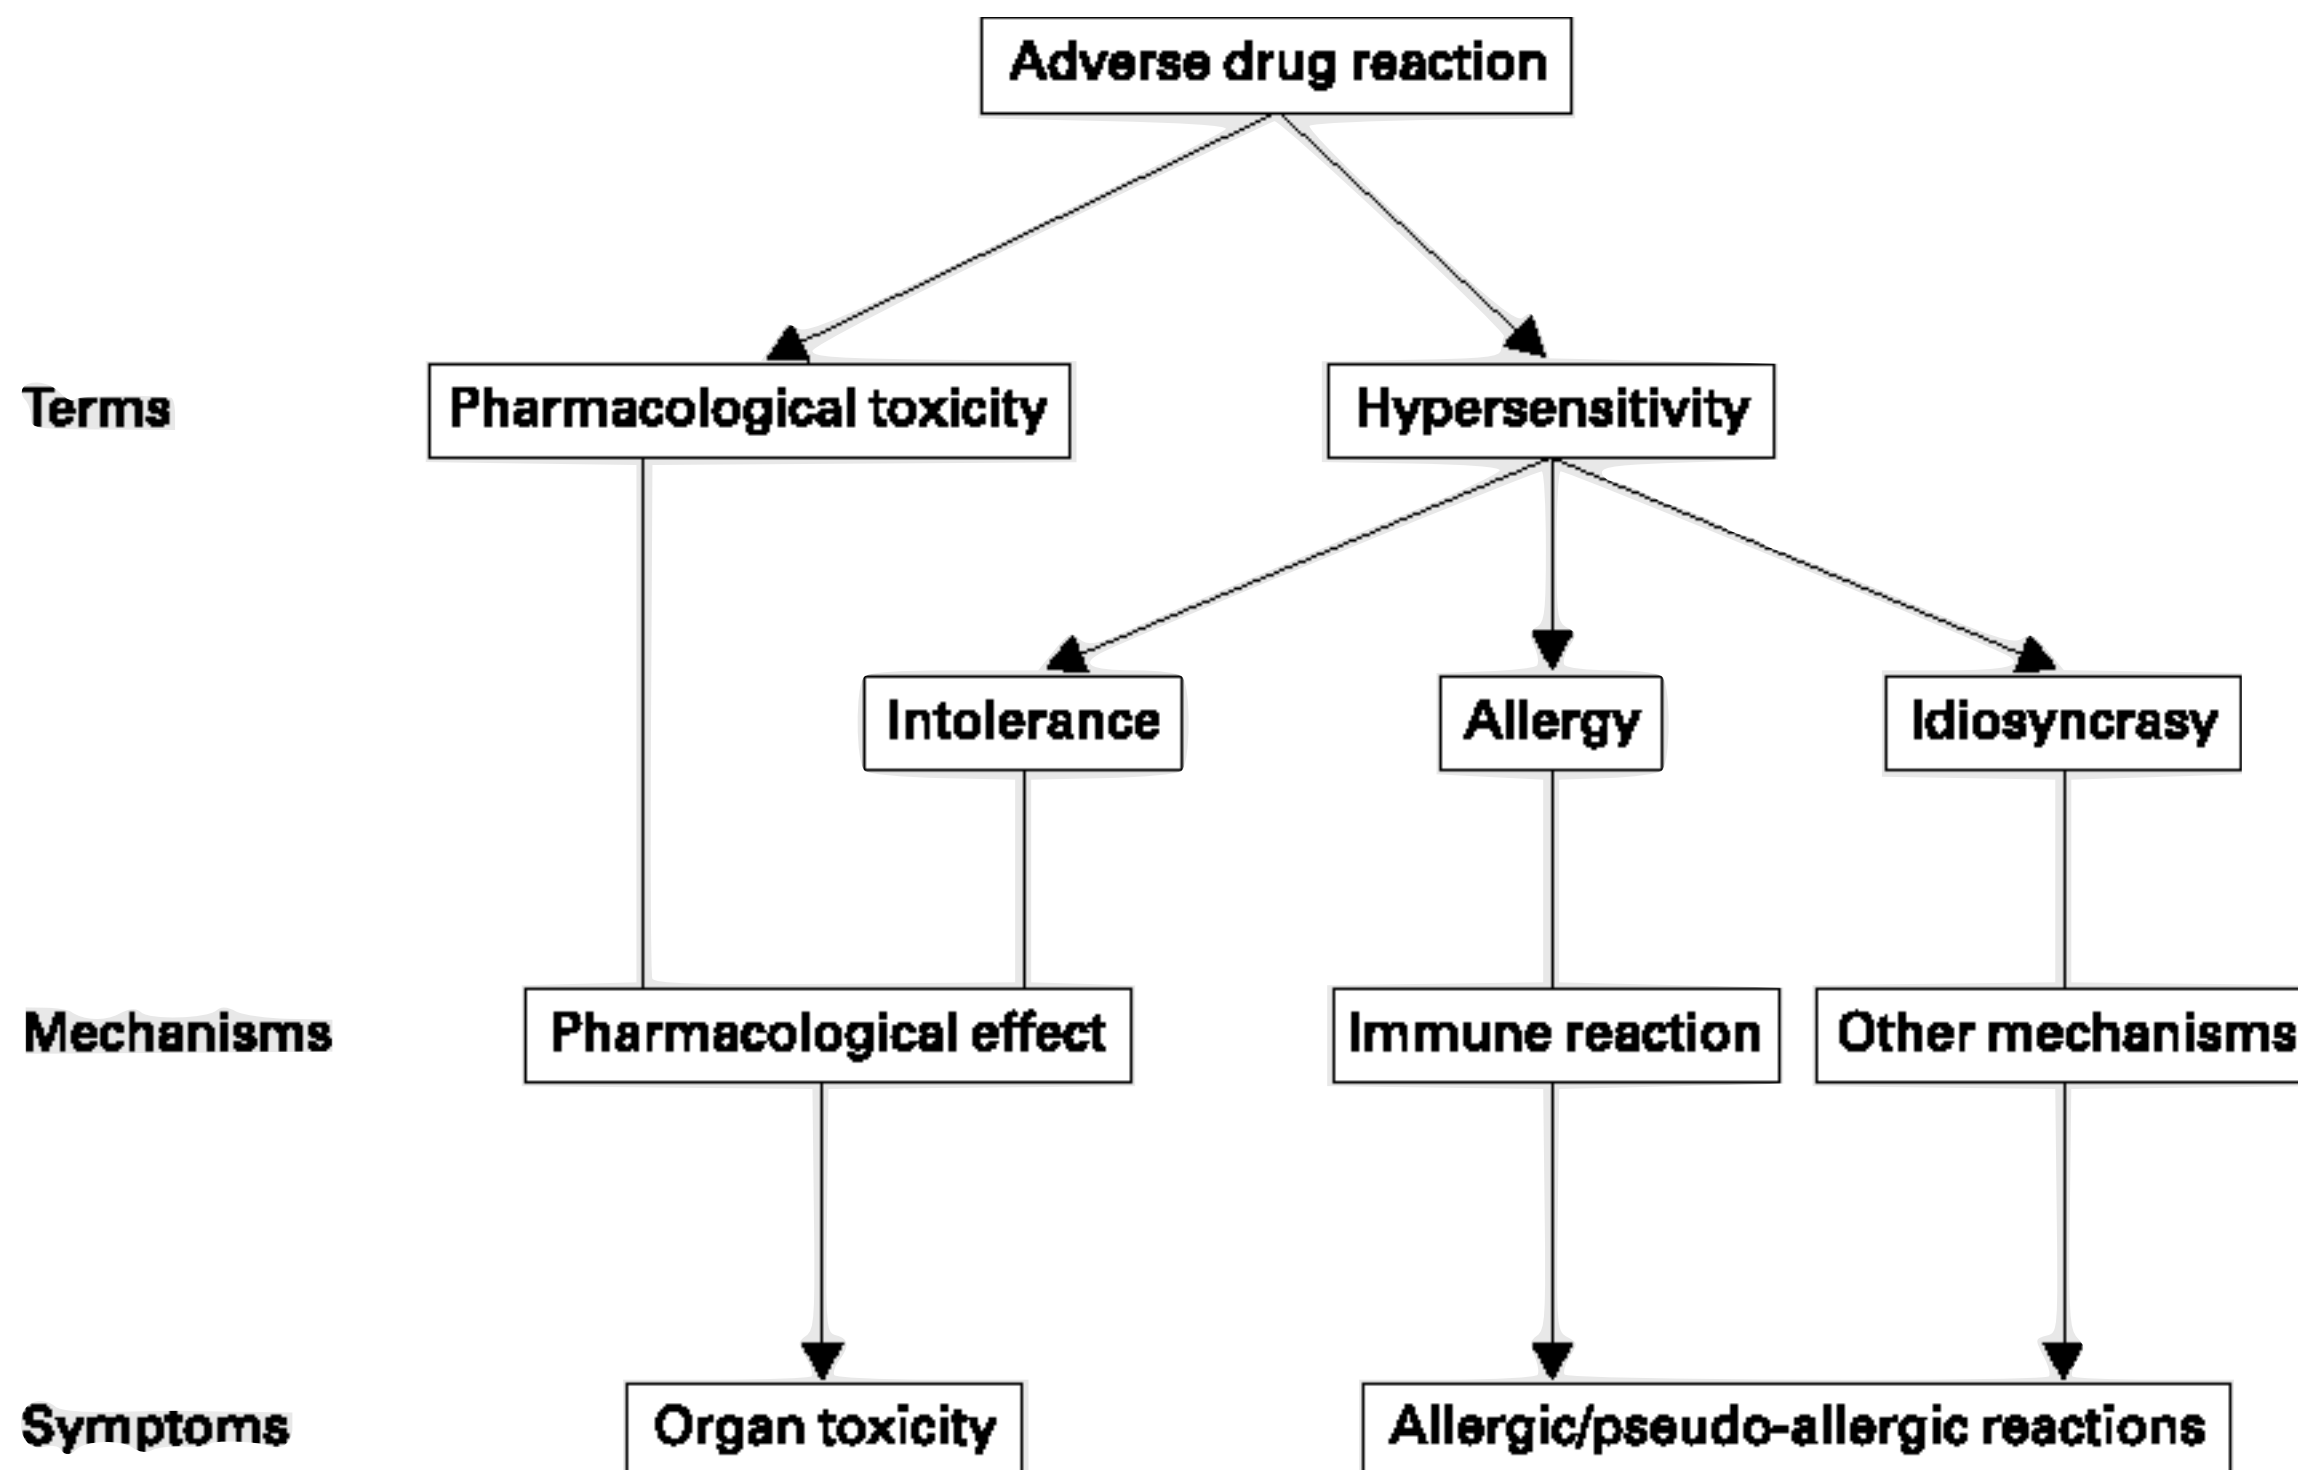 Adverse drug reaction
Terms
Pharmacological toxicity
Hypersensitivity
Intolerance
Allergy
Idiosyncrasy
Mechanisms
Pharmacological effect
Immune reaction
Other mechanisms
Symptoms
Organ toxicity
Allergic/pseudo-allergic reactions